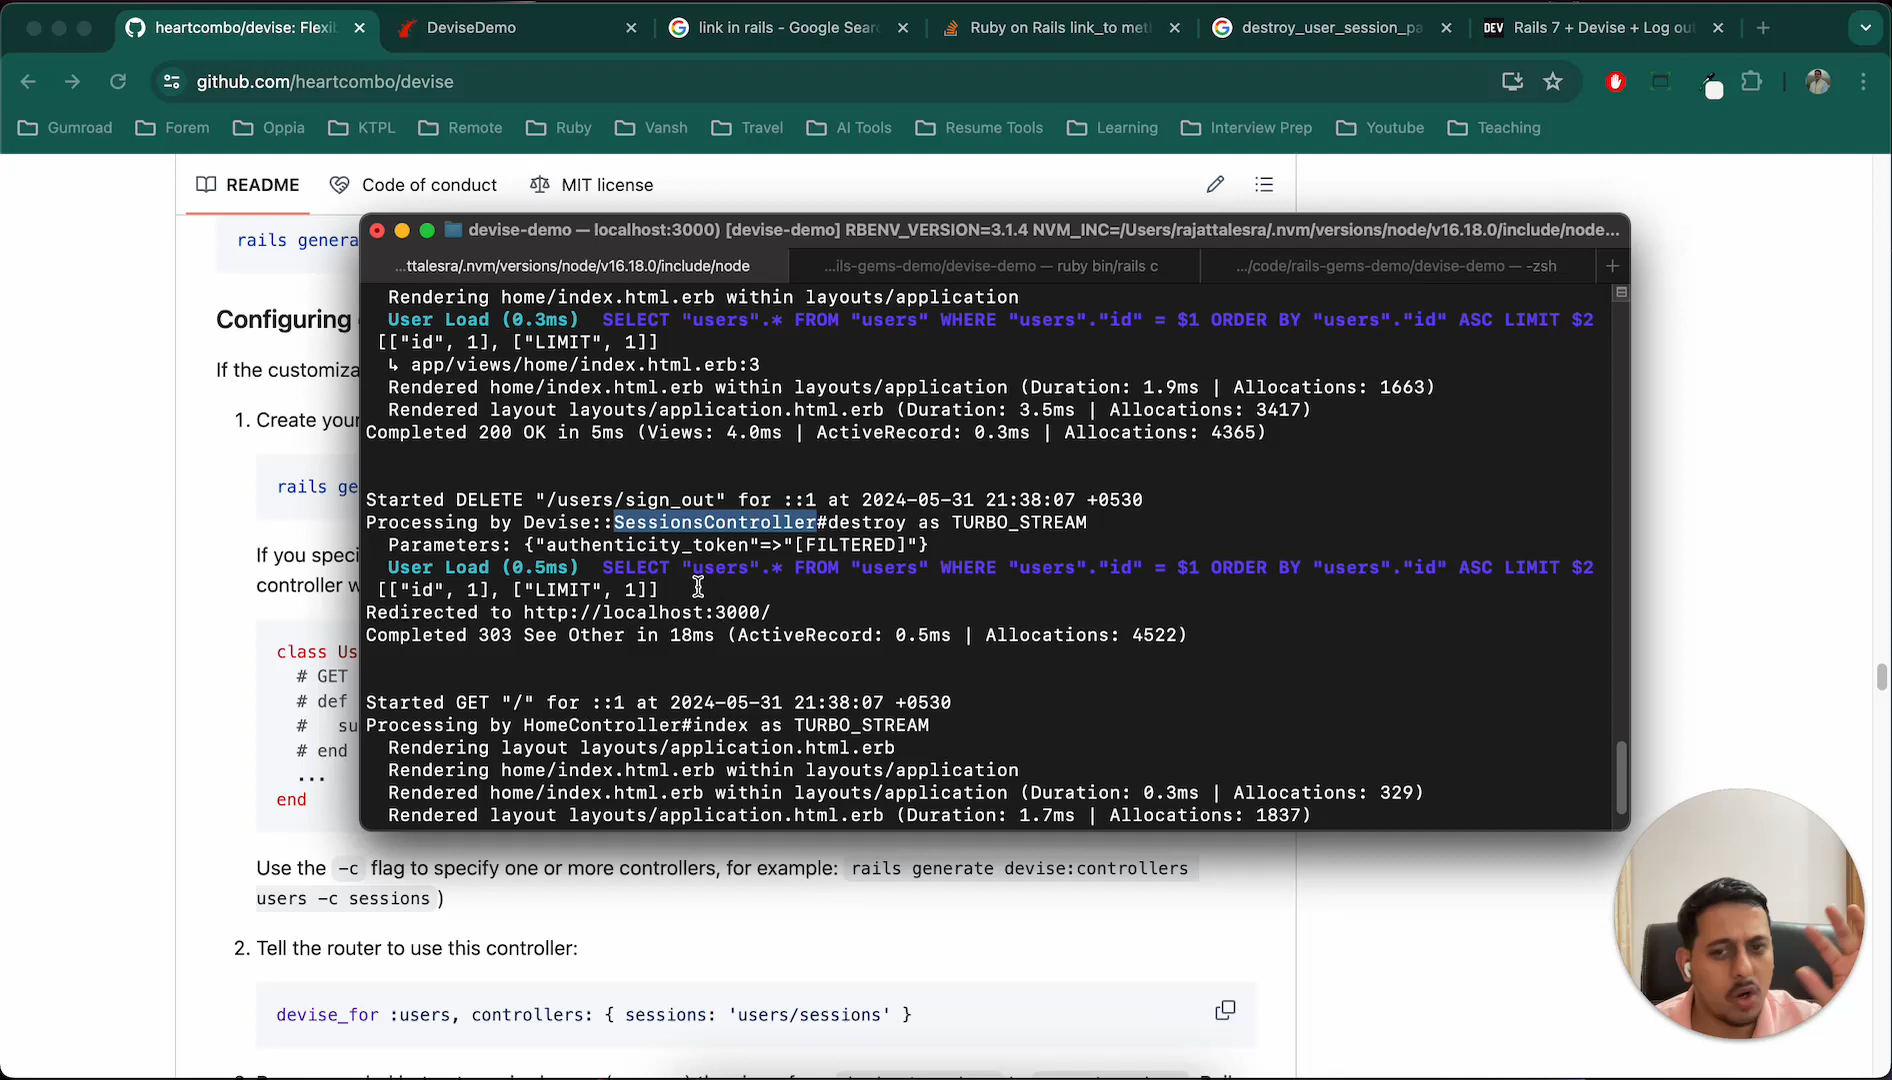 heartcombo/devise: Flexib
DeviseDemo
link in rails - Google Searc
Ruby on Rails link_to meth
destroy_user_session_pa
DEV Rails 7 + Devise + Log out
github.com/heartcombo/devise
Gumroad
Forem
Oppia
KTPL
Remote
Ruby
Vansh
Travel
AI Tools
Resume Tools
Learning
Interview Prep
Youtube
Teaching
README
Code of conduct
MIT license
rails genera
Configuring
If the customiza
1. Create your
rails ge
If you speci
controller w
class Us
# GET
# def
# su
# end
...
end
devise-demo — localhost:3000) [devise-demo] RBENV_VERSION=3.1.4 NVM_INC=/Users/rajattalesra/.nvm/versions/node/v16.18.0/include/node...
...ttalesra/.nvm/versions/node/v16.18.0/include/node
...ils-gems-demo/devise-demo — ruby bin/rails c
.../code/rails-gems-demo/devise-demo — -zsh
Rendering home/index.html.erb within layouts/application
User Load (0.3ms) SELECT "users".* FROM "users" WHERE "users"."id" = $1 ORDER BY "users"."id" ASC LIMIT $2
[["id", 1], ["LIMIT", 1]]
↳ app/views/home/index.html.erb:3
Rendered home/index.html.erb within layouts/application (Duration: 1.9ms | Allocations: 1663)
Rendered layout layouts/application.html.erb (Duration: 3.5ms | Allocations: 3417)
Completed 200 OK in 5ms (Views: 4.0ms | ActiveRecord: 0.3ms | Allocations: 4365)
Started DELETE "/users/sign_out" for ::1 at 2024-05-31 21:38:07 +0530
Processing by Devise::SessionsController#destroy as TURBO_STREAM
Parameters: {"authenticity_token"=>"[FILTERED]"}
User Load (0.5ms) SELECT "users".* FROM "users" WHERE "users"."id" = $1 ORDER BY "users"."id" ASC LIMIT $2
[["id", 1], ["LIMIT", 1]]
Redirected to http://localhost:3000/
Completed 303 See Other in 18ms (ActiveRecord: 0.5ms | Allocations: 4522)
Started GET "/" for ::1 at 2024-05-31 21:38:07 +0530
Processing by HomeController#index as TURBO_STREAM
Rendering layout layouts/application.html.erb
Rendering home/index.html.erb within layouts/application
Rendered home/index.html.erb within layouts/application (Duration: 0.3ms | Allocations: 329)
Rendered layout layouts/application.html.erb (Duration: 1.7ms | Allocations: 1837)
Use the -c flag to specify one or more controllers, for example: rails generate devise:controllers
users -c sessions )
2. Tell the router to use this controller:
devise_for :users, controllers: { sessions: 'users/sessions' }